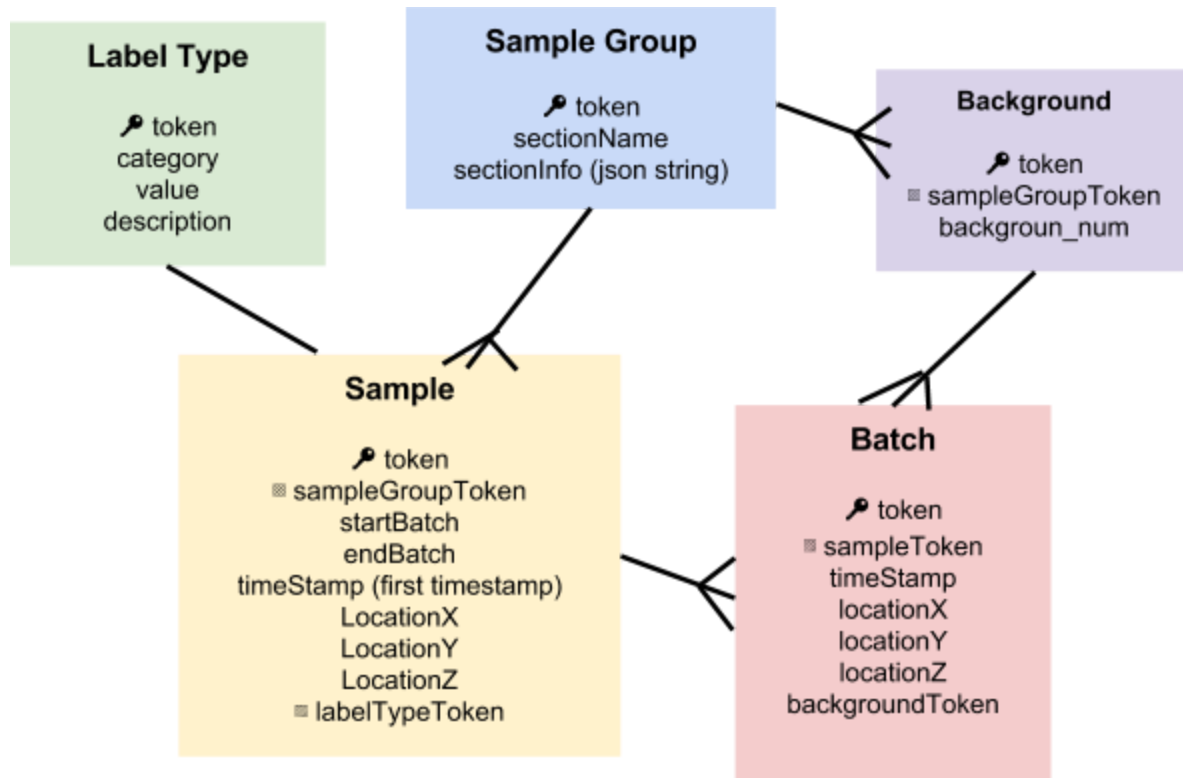 Label Type
token
category
value
description
Sample Group
token
sectionName
sectionInfo (json string)
Background
token
sampleGroupToken
backgroun_num
Sample
token
sampleGroupToken
startBatch
endBatch
timeStamp (first timestamp)
LocationX
LocationY
LocationZ
labelTypeToken
Batch
token
sampleToken
timeStamp
locationX
locationY
locationZ
backgroundToken